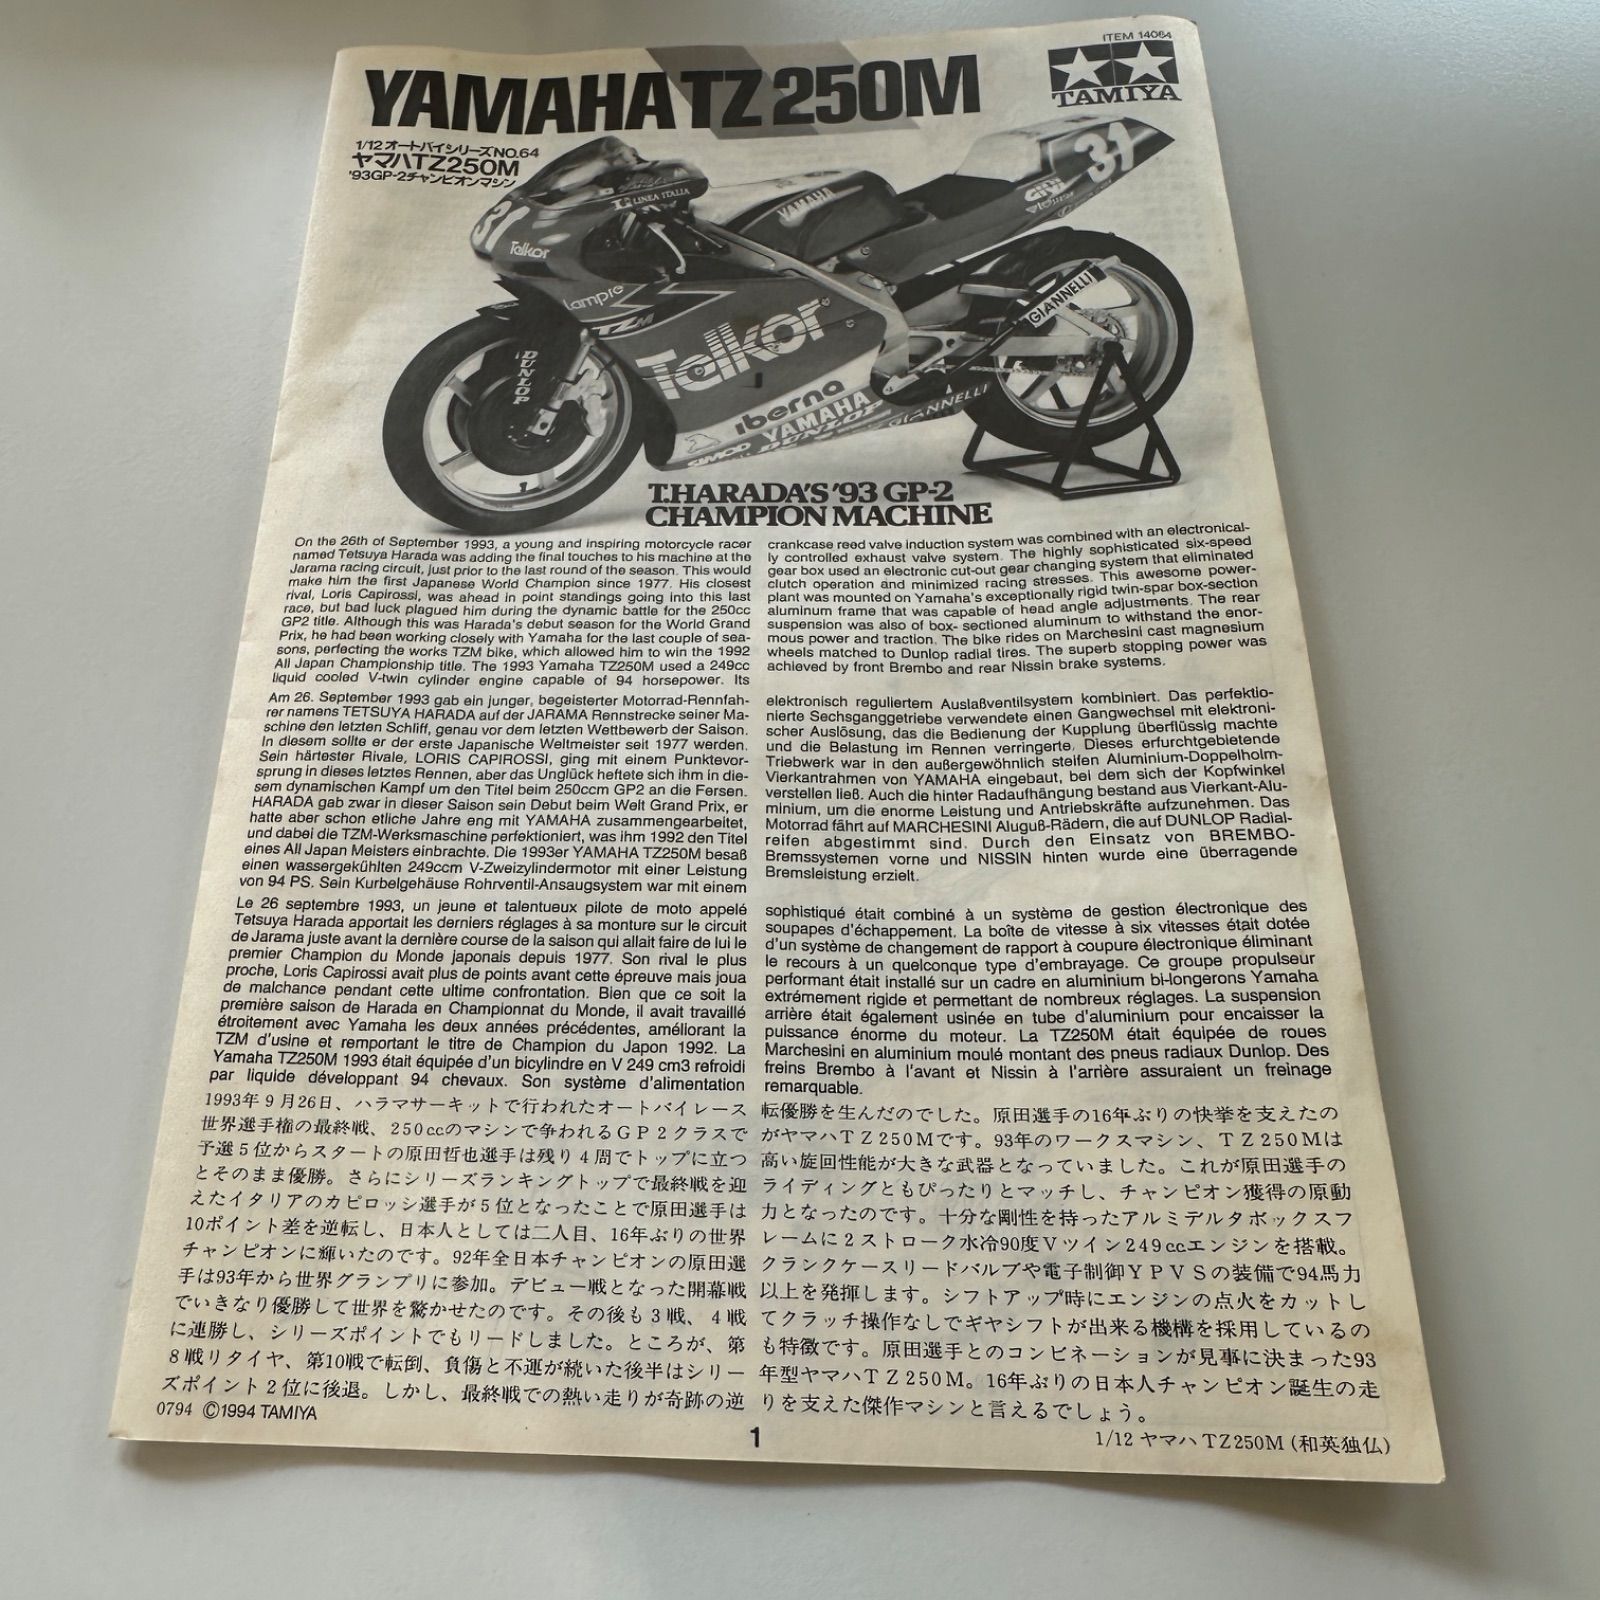 ITEM 14064
YAMAHA TZ 250M
TAMIYA
1/12 オートバイシリーズNO.64
ヤマハTZ250M
'93GP-2チャンピオンマシン
LINEA ITALIA
YAMAHA
31
GIVI
31
Telkor
Lampre
TZM
GIANNELLI
DUNLOP
Telkor
iberna
YAMAHA
DUNLOP
GIANNELLI
SIMOD
T.HARADA'S '93 GP-2
CHAMPION MACHINE
On the 26th of September 1993, a young and inspiring motorcycle racer
named Tetsuya Harada was adding the final touches to his machine at the
Jarama racing circuit, just prior to the last round of the season. This would
make him the first Japanese World Champion since 1977. His closest
rival, Loris Capirossi, was ahead in point standings going into this last
race, but bad luck plagued him during the dynamic battle for the 250cc
GP2 title. Although this was Harada's debut season for the World Grand
Prix, he had been working closely with Yamaha for the last couple of sea-
sons, perfecting the works TZM bike, which allowed him to win the 1992
All Japan Championship title. The 1993 Yamaha TZ250M used a 249cc
liquid cooled V-twin cylinder engine capable of 94 horsepower. Its
crankcase reed valve induction system was combined with an electronical-
ly controlled exhaust valve system. The highly sophisticated six-speed
gear box used an electronic cut-out gear changing system that eliminated
clutch operation and minimized racing stresses. This awesome power-
plant was mounted on Yamaha's exceptionally rigid twin-spar box-section
aluminum frame that was capable of head angle adjustments. The rear
suspension was also of box- sectioned aluminum to withstand the enor-
mous power and traction. The bike rides on Marchesini cast magnesium
wheels matched to Dunlop radial tires. The superb stopping power was
achieved by front Brembo and rear Nissin brake systems.
Am 26. September 1993 gab ein junger, begeisterter Motorrad-Rennfah-
rer namens TETSUYA HARADA auf der JARAMA Rennstrecke seiner Ma-
schine den letzten Schliff, genau vor dem letzten Wettbewerb der Saison.
In diesem sollte er der erste Japanische Weltmeister seit 1977 werden.
Sein härtester Rivale, LORIS CAPIROSSI, ging mit einem Punktevor-
sprung in dieses letztes Rennen, aber das Unglück heftete sich ihm in die-
sem dynamischen Kampf um den Titel beim 250ccm GP2 an die Fersen.
HARADA gab zwar in dieser Saison sein Debut beim Welt Grand Prix, er
hatte aber schon etliche Jahre eng mit YAMAHA zusammengearbeitet,
und dabei die TZM-Werksmaschine perfektioniert, was ihm 1992 den Titel
eines All Japan Meisters einbrachte. Die 1993er YAMAHA TZ250M besaß
einen wassergekühlten 249ccm V-Zweizylindermotor mit einer Leistung
von 94 PS. Sein Kurbelgehäuse Rohrventil-Ansaugsystem war mit einem
elektronisch reguliertem Auslaßventilsystem kombiniert. Das perfektio-
nierte Sechsganggetriebe verwendete einen Gangwechsel mit elektroni-
scher Auslösung, das die Bedienung der Kupplung überflüssig machte
und die Belastung im Rennen verringerte. Dieses erfurchtgebietende
Triebwerk war in den außergewöhnlich steifen Aluminium-Doppelholm-
Vierkantrahmen von YAMAHA eingebaut, bei dem sich der Kopfwinkel
verstellen ließ. Auch die hinter Radaufhängung bestand aus Vierkant-Alu-
minium, um die enorme Leistung und Antriebskräfte aufzunehmen. Das
Motorrad fährt auf MARCHESINI Aluguß-Rädern, die auf DUNLOP Radial-
reifen abgestimmt sind. Durch den Einsatz von BREMBO-
Bremssystemen vorne und NISSIN hinten wurde eine überragende
Bremsleistung erzielt.
Le 26 septembre 1993, un jeune et talentueux pilote de moto appelé
Tetsuya Harada apportait les derniers réglages à sa monture sur le circuit
de Jarama juste avant la dernière course de la saison qui allait faire de lui le
premier Champion du Monde japonais depuis 1977. Son rival le plus
proche, Loris Capirossi avait plus de points avant cette épreuve mais joua
de malchance pendant cette ultime confrontation. Bien que ce soit la
première saison de Harada en Championnat du Monde, il avait travaillé
étroitement avec Yamaha les deux années précédentes, améliorant la
TZM d'usine et remportant le titre de Champion du Japon 1992. La
Yamaha TZ250M 1993 était équipée d'un bicylindre en V 249 cm3 refroidi
par liquide développant 94 chevaux. Son système d'alimentation
sophistiqué était combiné à un système de gestion électronique des
soupapes d'échappement. La boîte de vitesse à six vitesses était dotée
d'un système de changement de rapport à coupure électronique éliminant
le recours à un quelconque type d'embrayage. Ce groupe propulseur
performant était installé sur un cadre en aluminium bi-longerons Yamaha
extrémement rigide et permettant de nombreux réglages. La suspension
arrière était également usinée en tube d'aluminium pour encaisser la
puissance énorme du moteur. La TZ250M était équipée de roues
Marchesini en aluminium moulé montant des pneus radiaux Dunlop. Des
freins Brembo à l'avant et Nissin à l'arrière assuraient un freinage
remarquable.
1993年9月26日、ハラマサーキットで行われたオートバイレース
世界選手権の最終戦、250ccのマシンで争われるGP2クラスで
予選5位からスタートの原田哲也選手は残り4周でトップに立つ
とそのまま優勝。さらにシリーズランキングトップで最終戦を迎
えたイタリアのカピロッシ選手が5位となったことで原田選手は
10ポイント差を逆転し、日本人としては二人目、16年ぶりの世界
チャンピオンに輝いたのです。92年全日本チャンピオンの原田選
手は93年から世界グランプリに参加。デビュー戦となった開幕戦
でいきなり優勝して世界を驚かせたのです。その後も3戦、4戦
に連勝し、シリーズポイントでもリードしました。ところが、第
8戦リタイヤ、第10戦で転倒、負傷と不運が続いた後半はシリー
ズポイント2位に後退。しかし、最終戦での熱い走りが奇跡の逆
転優勝を生んだのでした。原田選手の16年ぶりの快挙を支えたの
がヤマハTZ250Mです。93年のワークスマシン、TZ250Mは
高い旋回性能が大きな武器となっていました。これが原田選手の
ライディングともぴったりとマッチし、チャンピオン獲得の原動
力となったのです。十分な剛性を持ったアルミデルタボックスフ
レームに2ストローク水冷90度Vツイン249ccエンジンを搭載。
クランクケースリードバルブや電子制御YPVSの装備で94馬力
以上を発揮します。シフトアップ時にエンジンの点火をカットし
てクラッチ操作なしでギヤシフトが出来る機構を採用しているの
も特徴です。原田選手とのコンビネーションが見事に決まった93
年型ヤマハTZ250M。16年ぶりの日本人チャンピオン誕生の走
りを支えた傑作マシンと言えるでしょう。
0794 ©1994 TAMIYA
1
1/12 ヤマハ TZ250M (和英独仏)